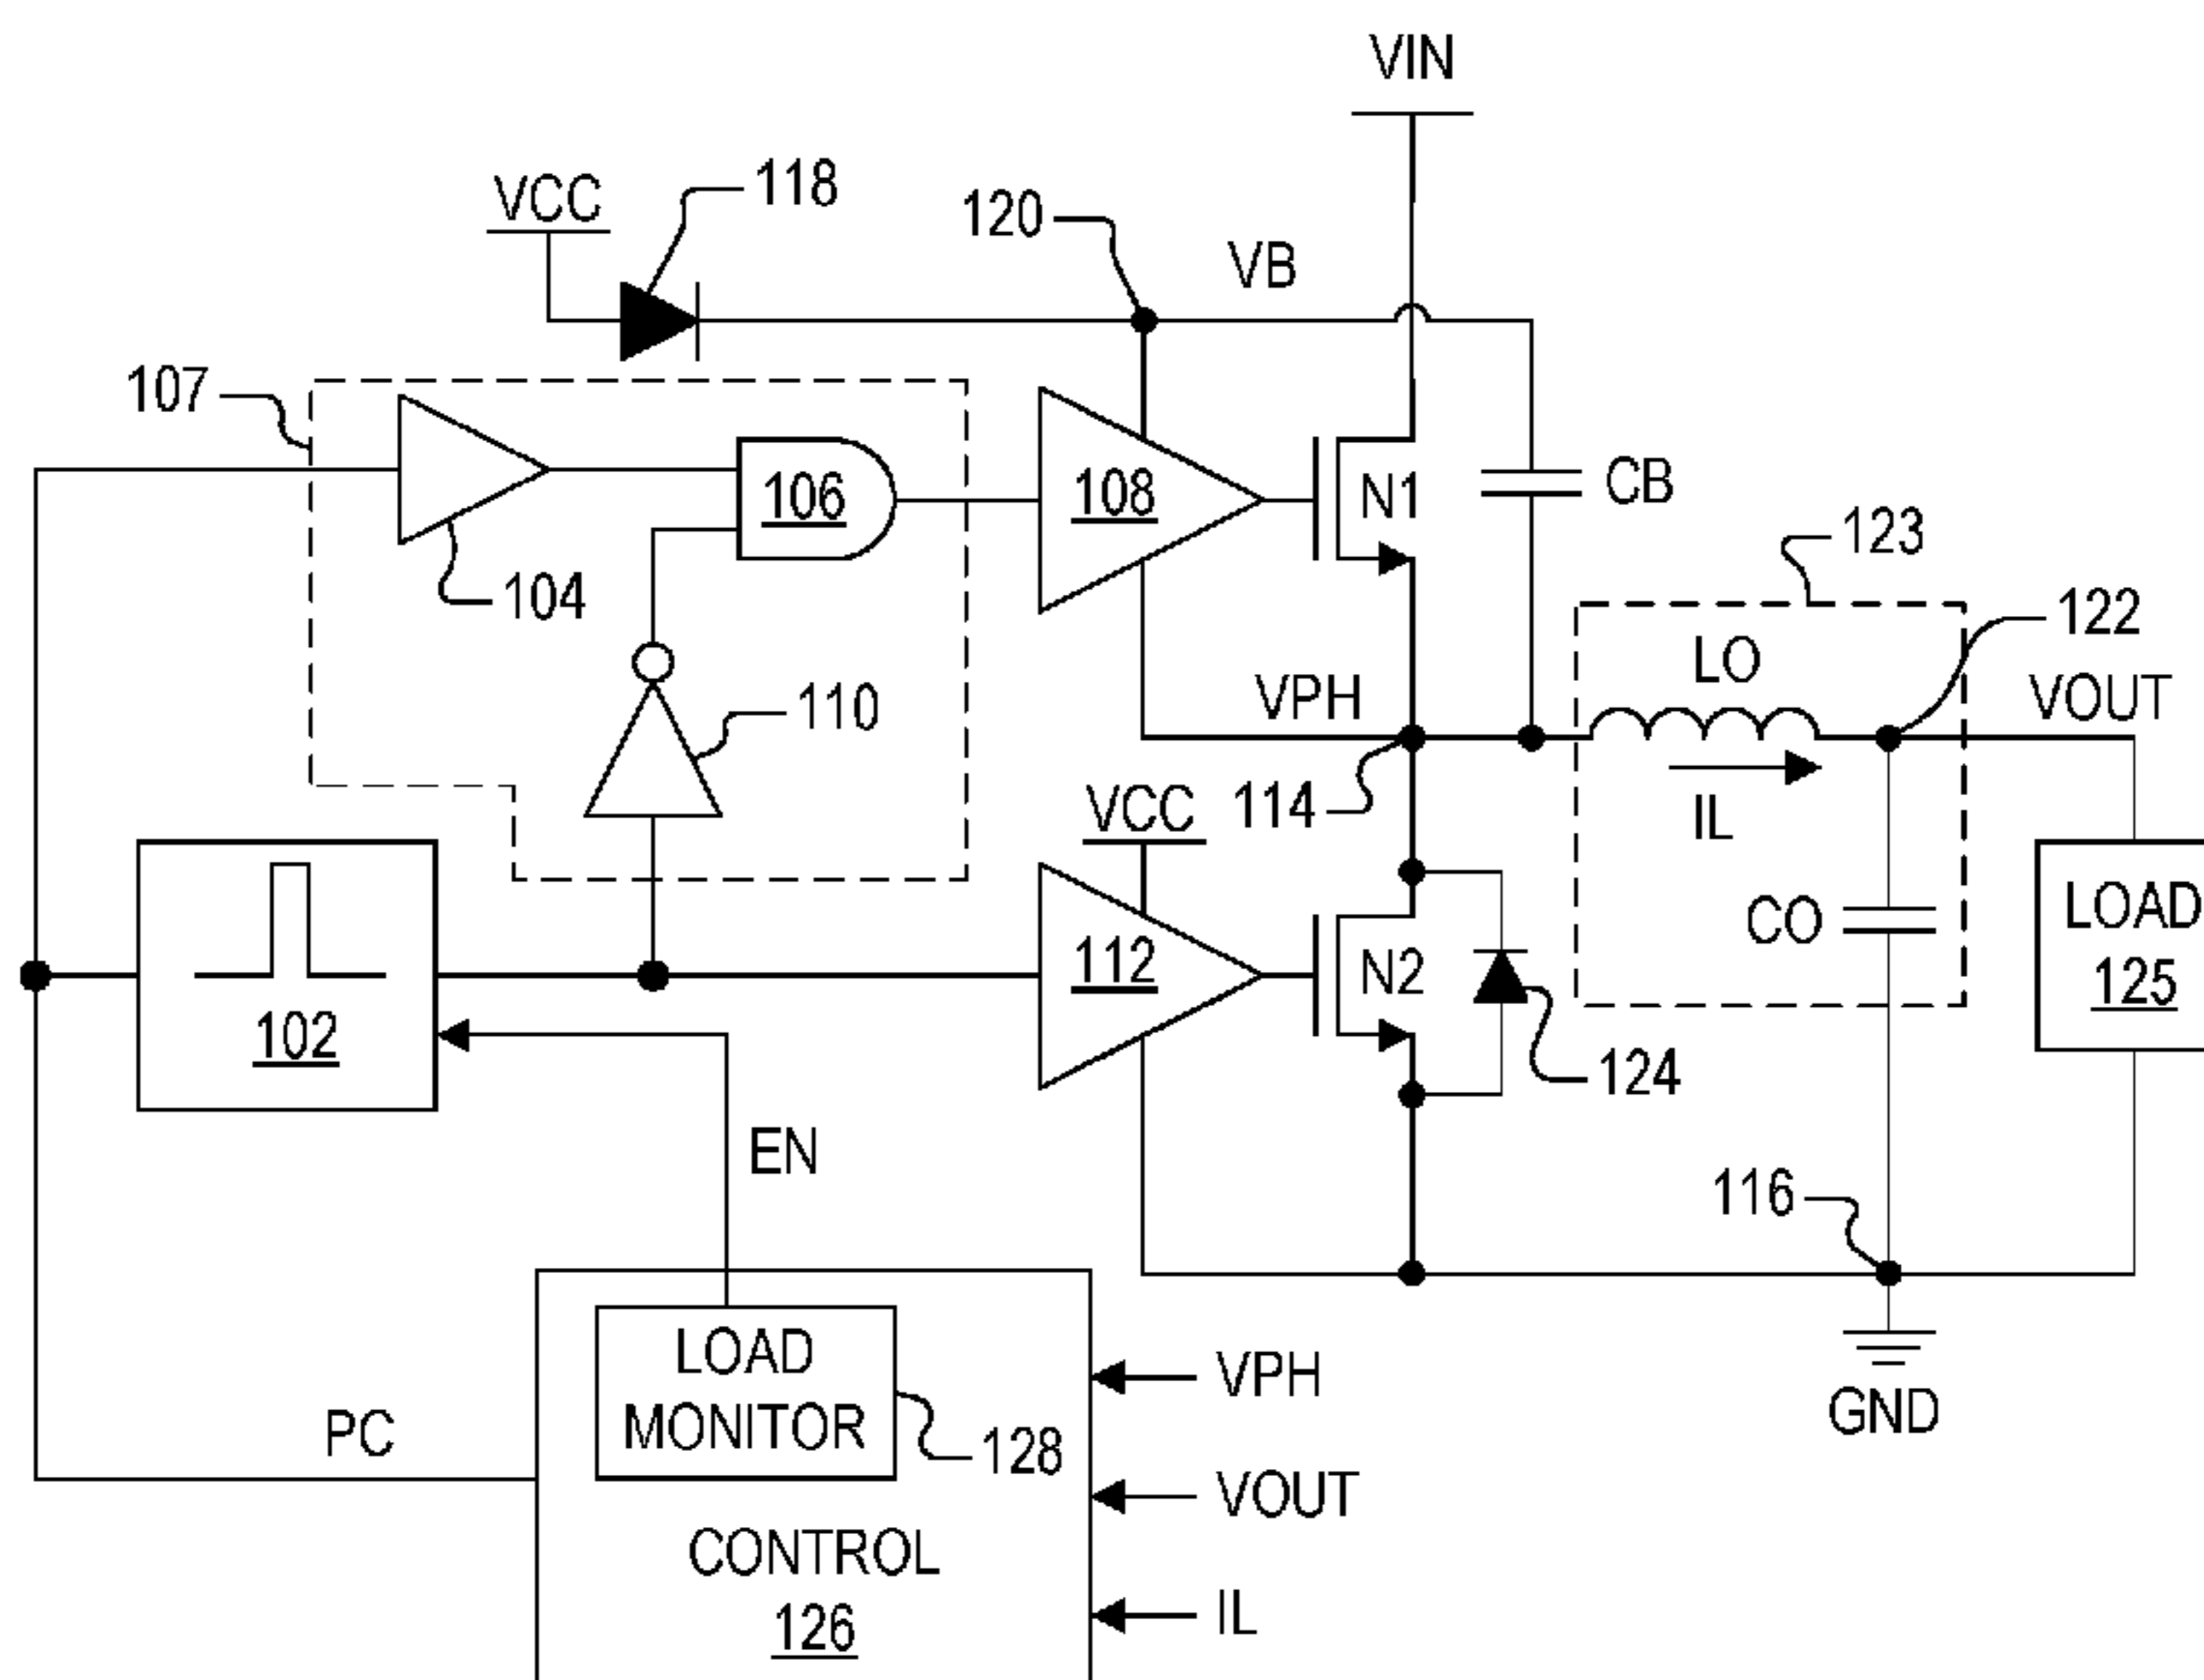 VIN
VCC
118
120
VB
107
106
108
N1
CB
104
123
122
LO
VPH
VOUT
110
114
IL
VCC
CO
LOAD
125
112
N2
102
124
EN
116
LOAD
MONITOR
128
VPH
GND
PC
VOUT
CONTROL
126
IL